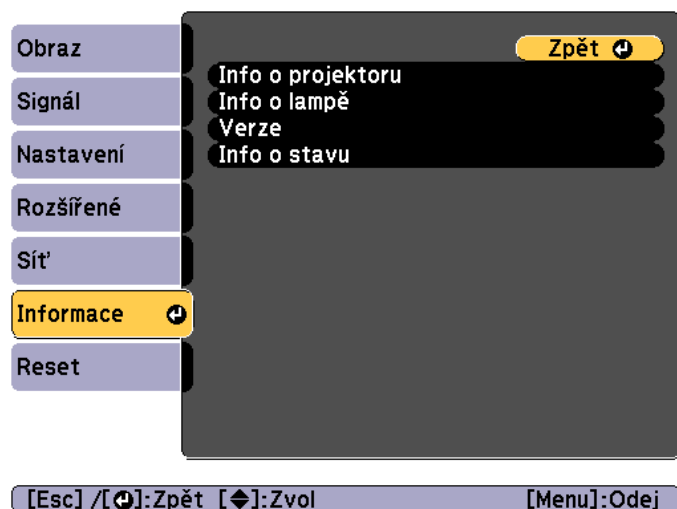 Obraz
Signál
Nastavení
Rozšířené
Síť
Informace
Reset
Zpět
Info o projektoru
Info o lampě
Verze
Info o stavu
[Esc] /[ ]:Zpět [ ]:Zvol [Menu]:Odej